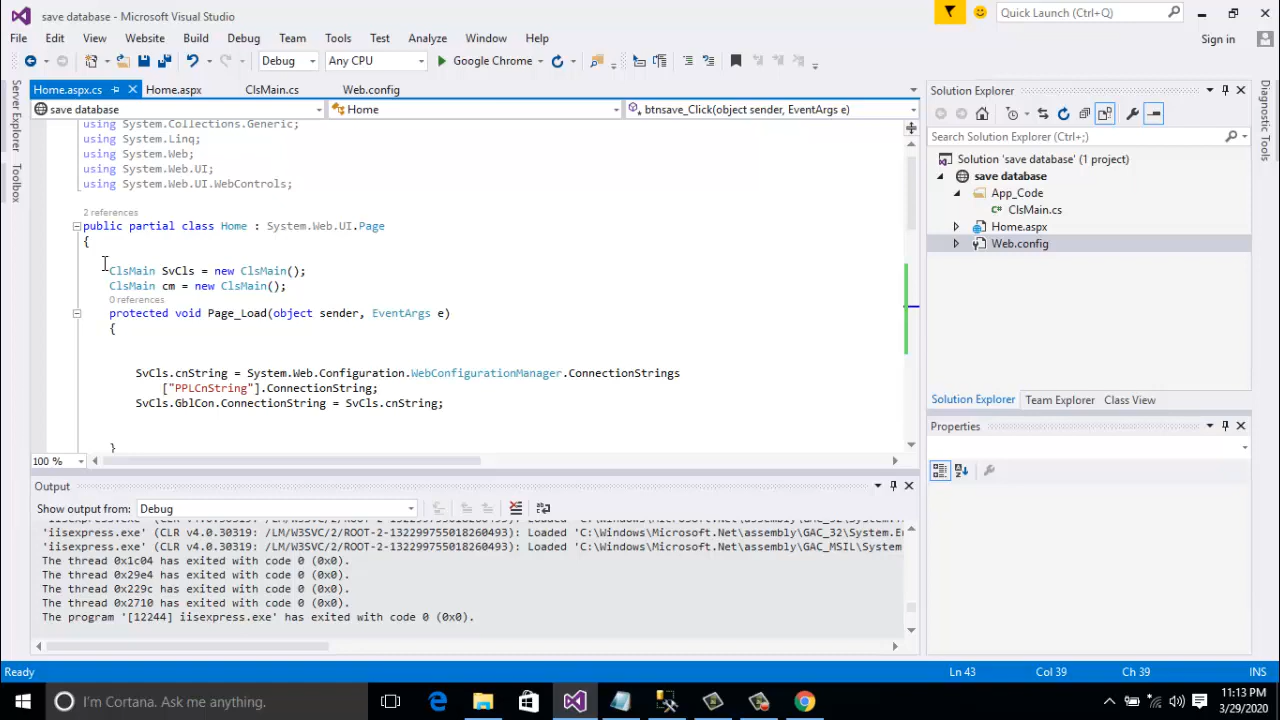 save database - Microsoft Visual Studio
Quick Launch (Ctrl+Q)
File Edit View Website Build Debug Team Tools Test Analyze Window Help
Sign in
Debug Any CPU Google Chrome
Server Explorer
Toolbox
Home.aspx.cs Home.aspx ClsMain.cs Web.config
save database Home btnsave_Click(object sender, EventArgs e)
using System.Collections.Generic;
using System.Linq;
using System.Web;
using System.Web.UI;
using System.Web.UI.WebControls;
2 references
public partial class Home : System.Web.UI.Page
{
ClsMain SvCls = new ClsMain();
ClsMain cm = new ClsMain();
0 references
protected void Page_Load(object sender, EventArgs e)
{
SvCls.cnString = System.Web.Configuration.WebConfigurationManager.ConnectionStrings
["PPLCnString"].ConnectionString;
SvCls.GblCon.ConnectionString = SvCls.cnString;
}
100 %
Output
Show output from: Debug
'iisexpress.exe' (CLR v4.0.30319: /LM/W3SVC/2/ROOT-2-132299755018260493): Loaded 'C:\Windows\Microsoft.Net\assembly\GAC_32\System.E
'iisexpress.exe' (CLR v4.0.30319: /LM/W3SVC/2/ROOT-2-132299755018260493): Loaded 'C:\Windows\Microsoft.Net\assembly\GAC_MSIL\System
The thread 0x1c04 has exited with code 0 (0x0).
The thread 0x29e4 has exited with code 0 (0x0).
The thread 0x229c has exited with code 0 (0x0).
The thread 0x2710 has exited with code 0 (0x0).
The program '[12244] iisexpress.exe' has exited with code 0 (0x0).
Solution Explorer
Search Solution Explorer (Ctrl+;)
Solution 'save database' (1 project)
save database
App_Code
ClsMain.cs
Home.aspx
Web.config
Solution Explorer Team Explorer Class View
Properties
Diagnostic Tools
Ready Ln 43 Col 39 Ch 39 INS
I'm Cortana. Ask me anything.
11:13 PM
3/29/2020